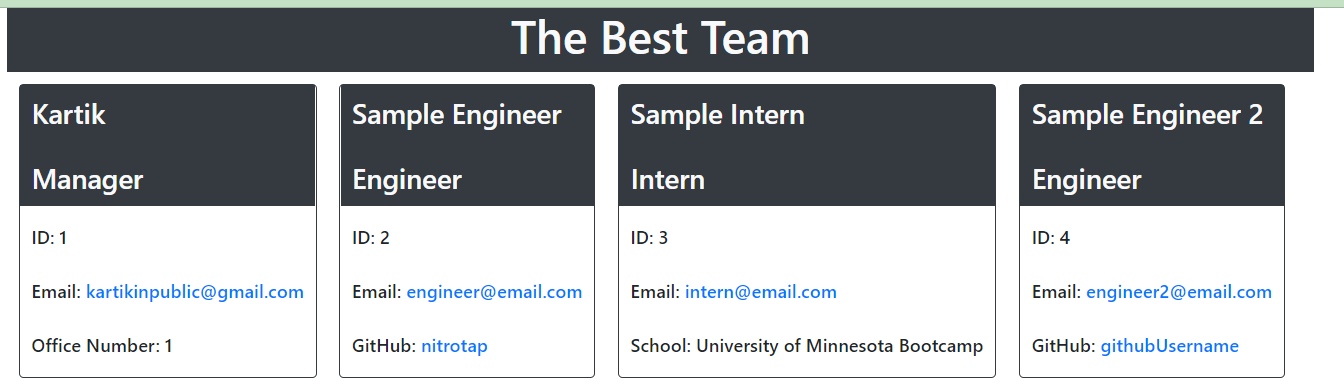 The Best Team
Kartik
Manager
ID: 1
Email: kartikinpublic@gmail.com
Office Number: 1
Sample Engineer
Engineer
ID: 2
Email: engineer@email.com
GitHub: nitrotap
Sample Intern
Intern
ID: 3
Email: intern@email.com
School: University of Minnesota Bootcamp
Sample Engineer 2
Engineer
ID: 4
Email: engineer2@email.com
GitHub: githubUsername